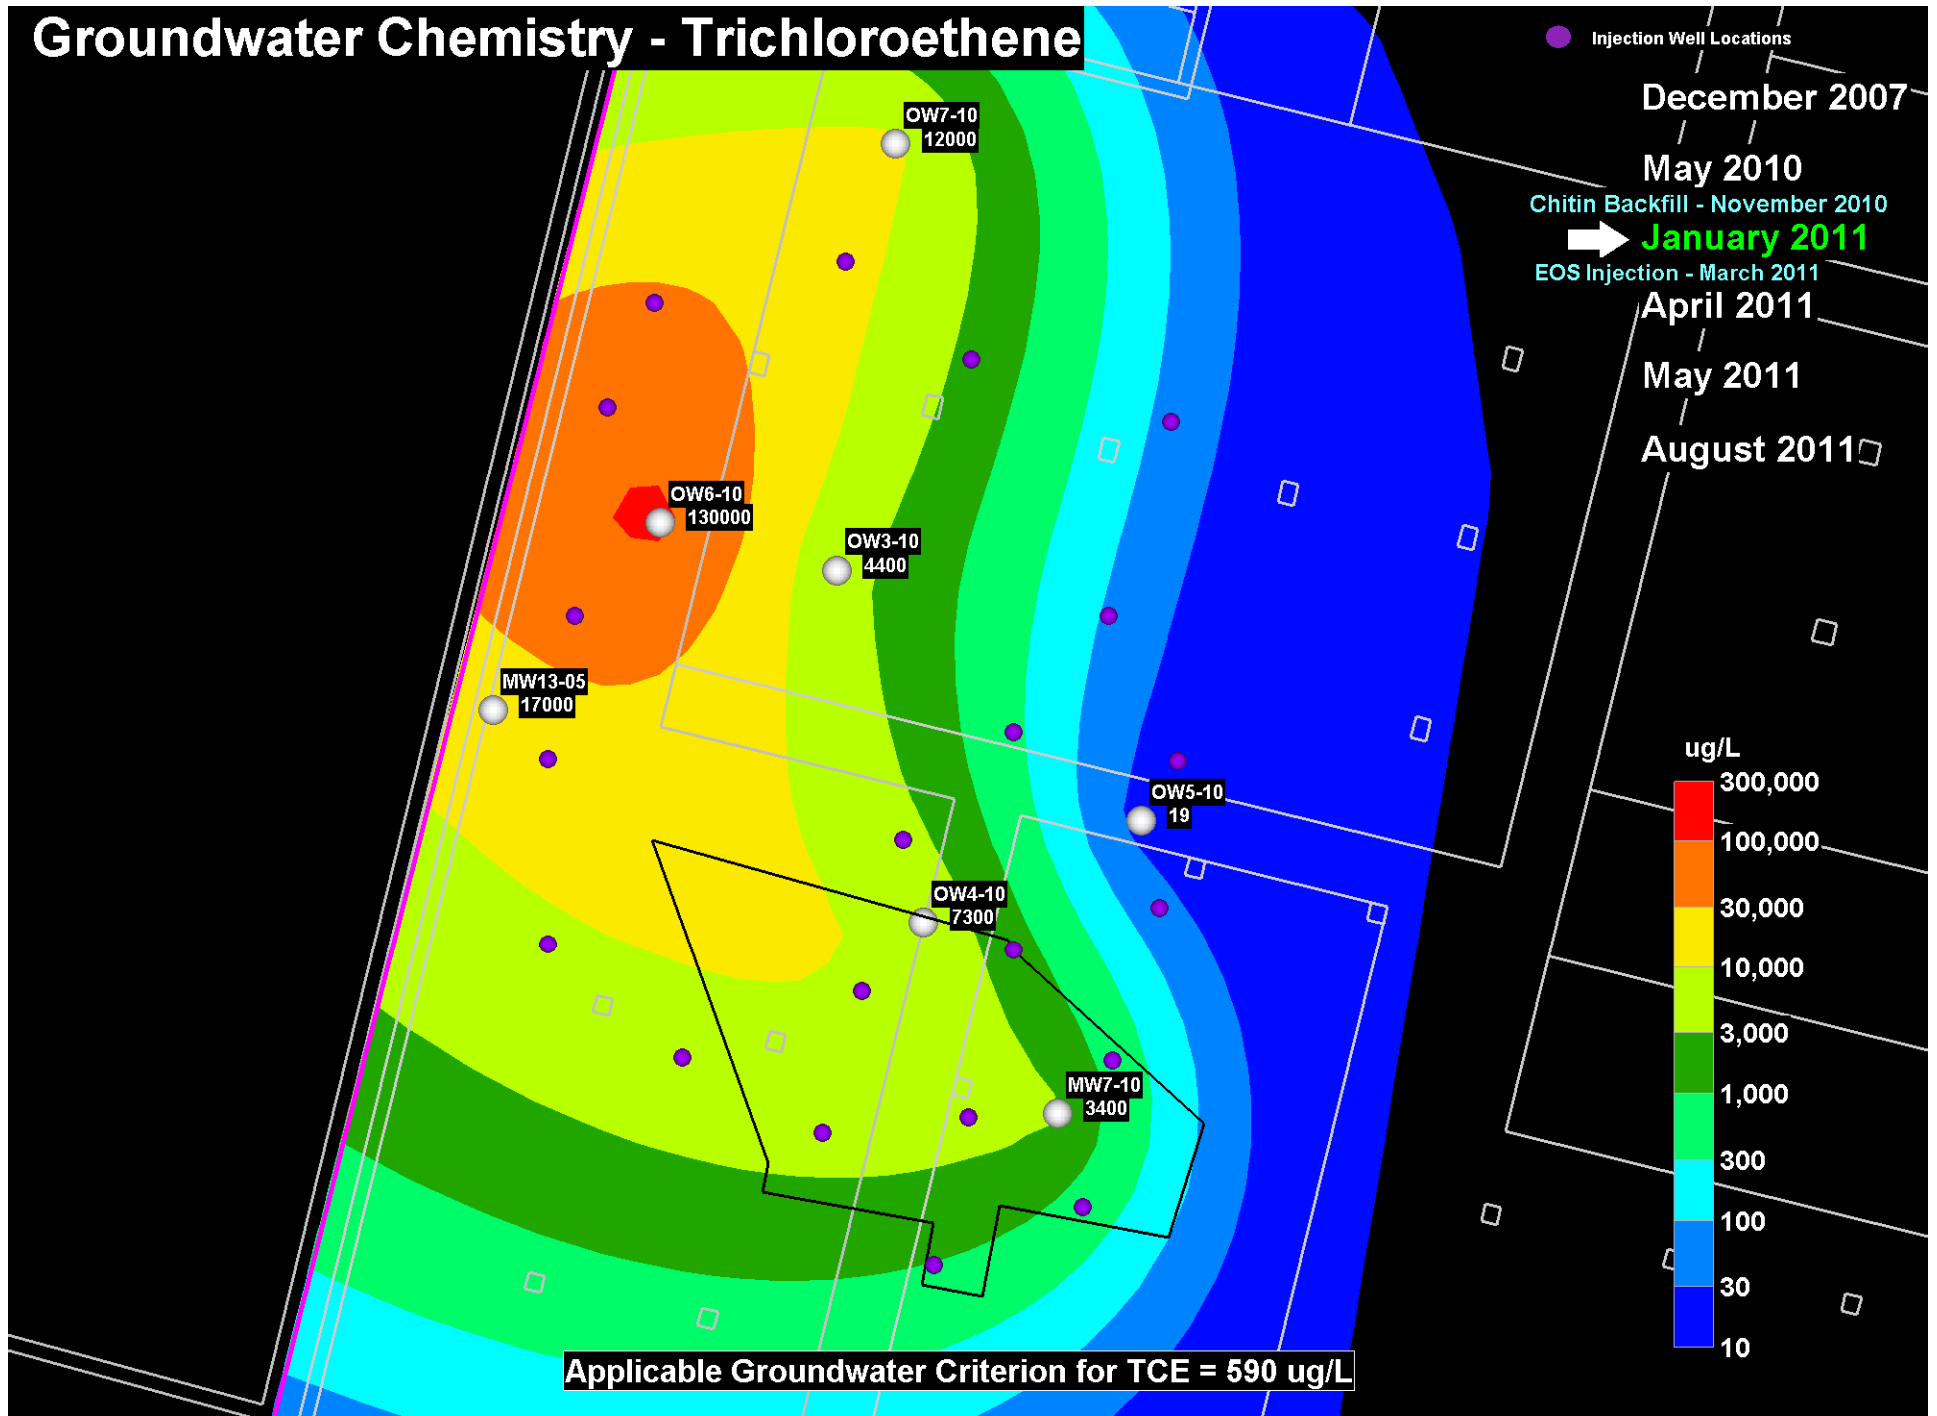 Groundwater Chemistry - Trichloroethene
Injection Well Locations
December 2007
May 2010
Chitin Backfill - November 2010
January 2011
EOS Injection - March 2011
April 2011
May 2011
August 2011
OW7-10
12000
OW6-10
130000
OW3-10
4400
MW13-05
17000
OW5-10
19
OW4-10
7300
MW7-10
3400
ug/L
300,000
100,000
30,000
10,000
3,000
1,000
300
100
30
10
Applicable Groundwater Criterion for TCE = 590 ug/L